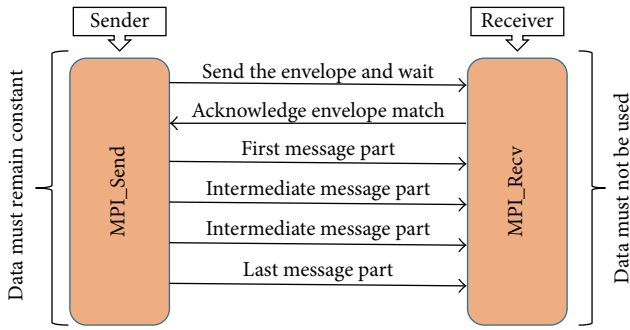 Sender
Receiver
Data must remain constant
MPI_Send
Send the envelope and wait
Acknowledge envelope match
First message part
Intermediate message part
Intermediate message part
Last message part
MPI_Recv
Data must not be used